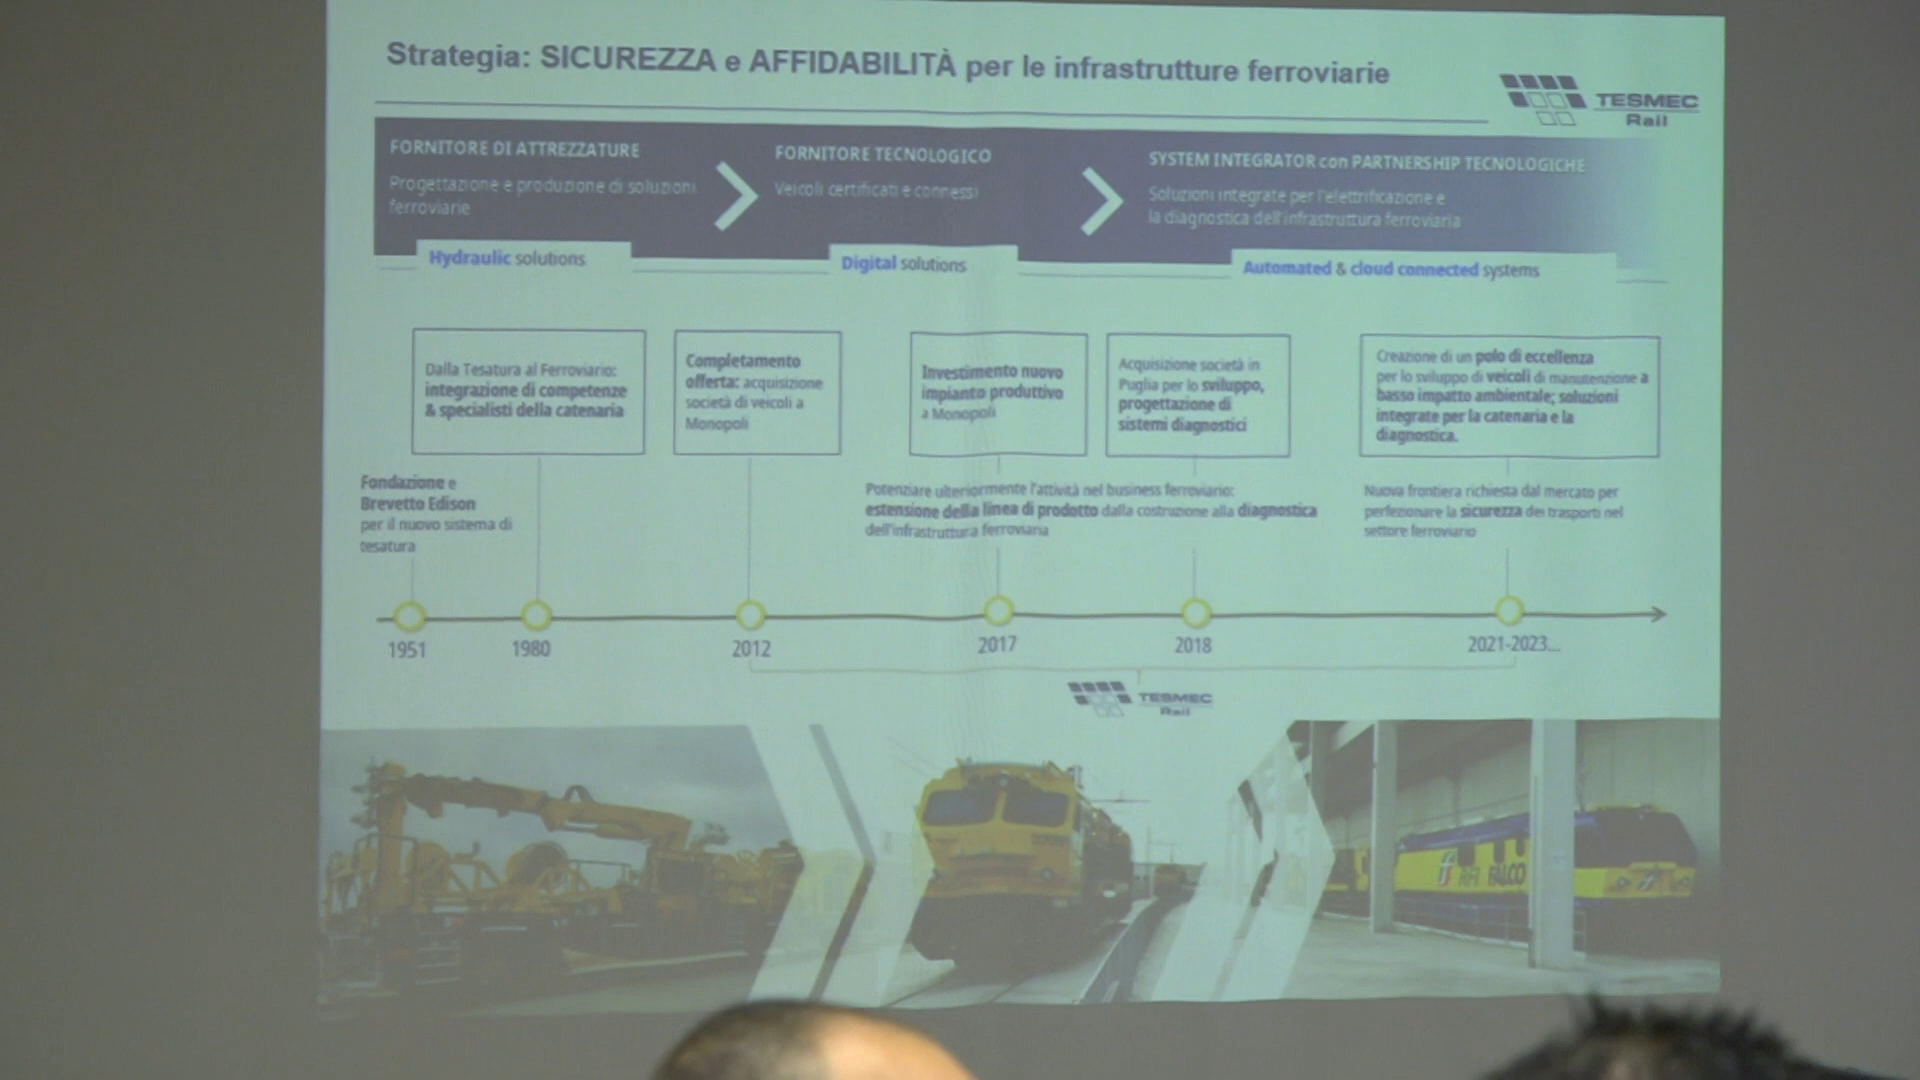 Strategia: SICUREZZA e AFFIDABILITÀ per le infrastrutture ferroviarie
TESMEC
Rail
FORNITORE DI ATTREZZATURE
Progettazione e produzione di soluzioni
ferroviarie
FORNITORE TECNOLOGICO
Veicoli certificati e connessi
SYSTEM INTEGRATOR con PARTNERSHIP TECNOLOGICHE
Soluzioni integrate per l'elettrificazione e
la diagnostica dell'infrastruttura ferroviaria
Hydraulic solutions
Digital solutions
Automated & cloud connected systems
Dalla Tesatura al Ferroviario:
integrazione di competenze
& specialisti della catenaria
Completamento
offerta: acquisizione
società di veicoli a
Monopoli
Investimento nuovo
impianto produttivo
a Monopoli
Acquisizione società in
Puglia per lo sviluppo,
progettazione di
sistemi diagnostici
Creazione di un polo di eccellenza
per lo sviluppo di veicoli di manutenzione a
basso impatto ambientale; soluzioni
integrate per la catenaria e la
diagnostica.
Fondazione e
Brevetto Edison
per il nuovo sistema di
tesatura
Potenziare ulteriormente l'attività nel business ferroviario:
estensione della linea di prodotto dalla costruzione alla diagnostica
dell'infrastruttura ferroviaria
Nuova frontiera richiesta dal mercato per
perfezionare la sicurezza dei trasporti nel
settore ferroviario
1951
1980
2012
2017
2018
2021-2023...
TESMEC
Rail
RFI FALCO